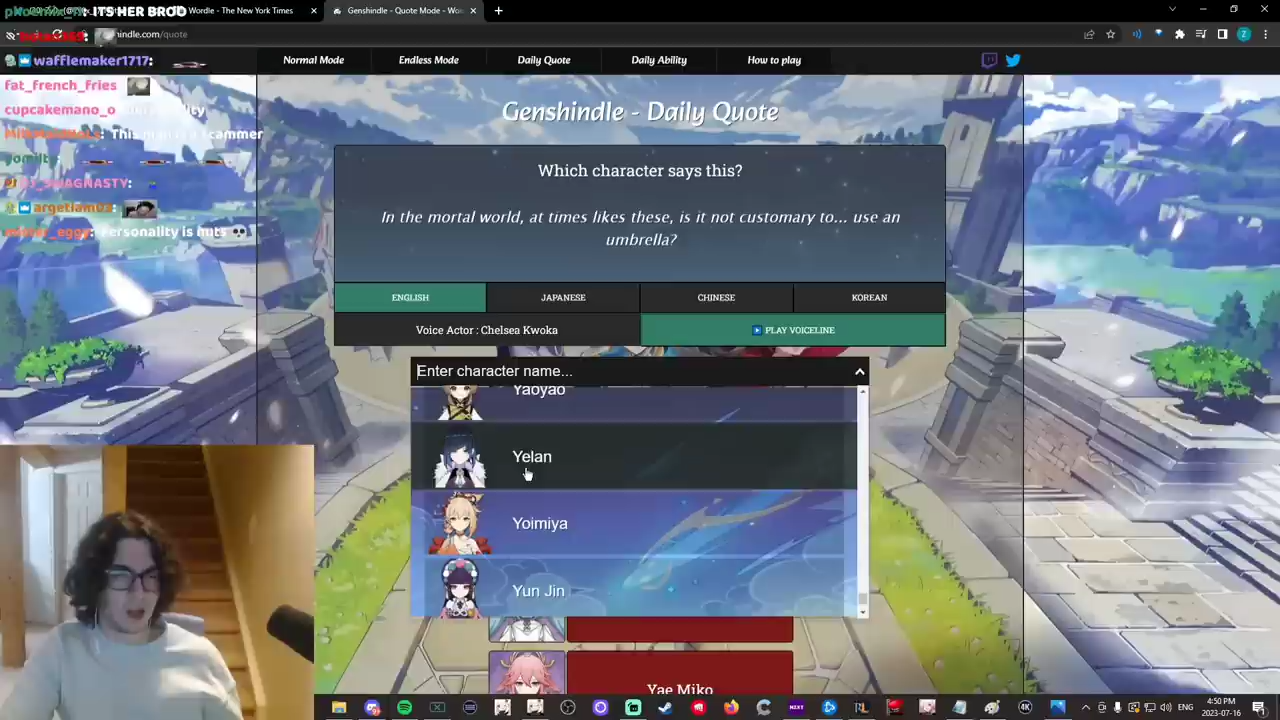 ITS HER BROO
Wordle - The New York Times
Genshindle - Quote Mode - Wo
hindle.com/quote
wafflemaker1717:
Normal Mode
Endless Mode
Daily Quote
Daily Ability
How to play
fat_french_fries
cupcakemano_o
This man is a scammer
Personality is nuts
Genshindle - Daily Quote
Which character says this?
In the mortal world, at times likes these, is it not customary to... use an
umbrella?
ENGLISH
JAPANESE
CHINESE
KOREAN
Voice Actor : Chelsea Kwoka
PLAY VOICELINE
Enter character name...
Yaoyao
Yelan
Yoimiya
Yun Jin
Yae Miko
4:50 PM
2023-07-16